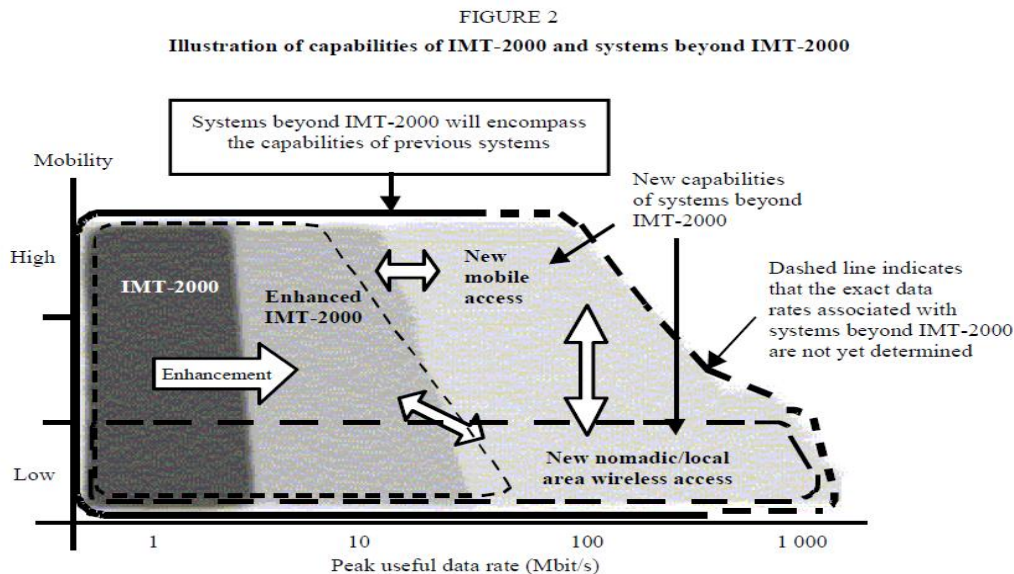 FIGURE 2
Illustration of capabilities of IMT-2000 and systems beyond IMT-2000
Systems beyond IMT-2000 will encompass
the capabilities of previous systems
Mobility
New capabilities
of systems beyond
IMT-2000
High
New
mobile
access
Dashed line indicates
that the exact data
rates associated with
systems beyond IMT-2000
are not yet determined
IMT-2000
Enhanced
IMT-2000
Enhancement
Low
New nomadic/local
area wireless access
1 10 100 1 000
Peak useful data rate (Mbit/s)